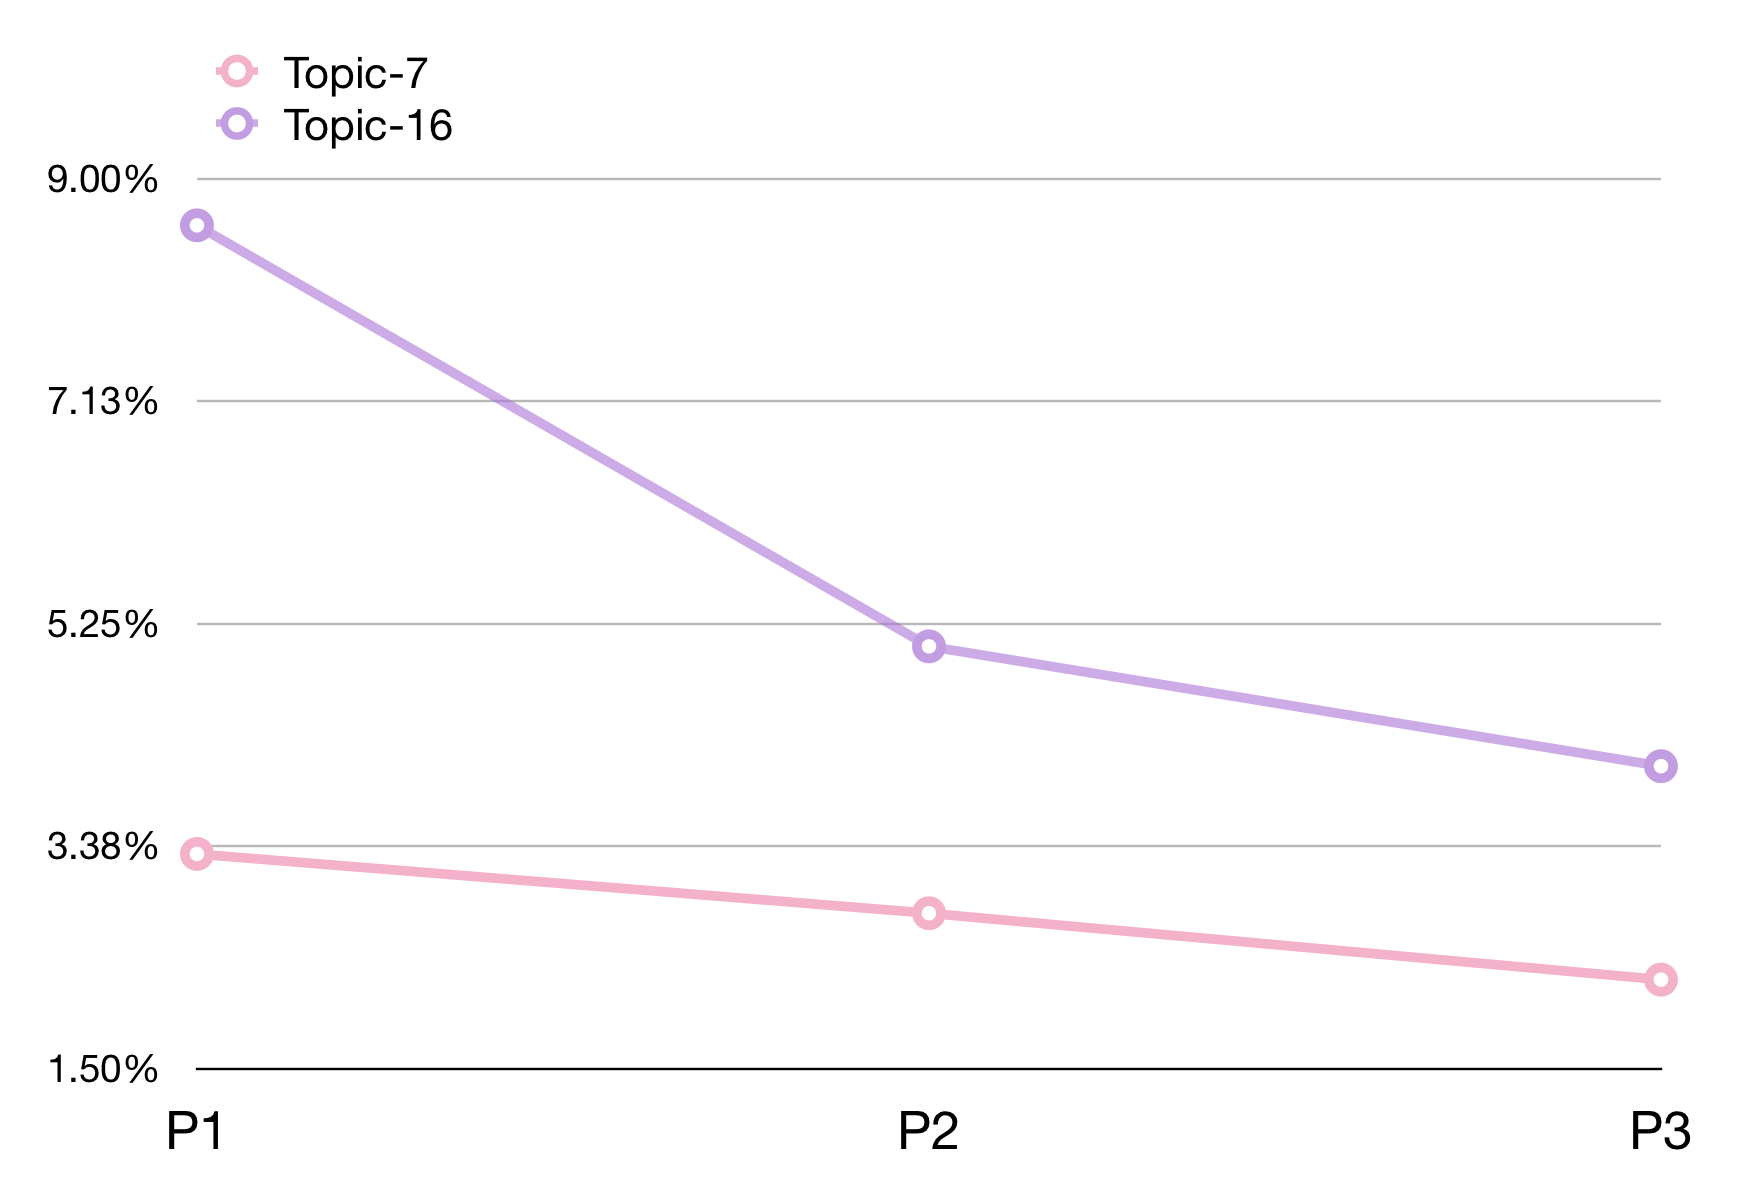 Topic-7
Topic-16
9.00%
7.13%
5.25%
3.38%
1.50%
P1 P2 P3